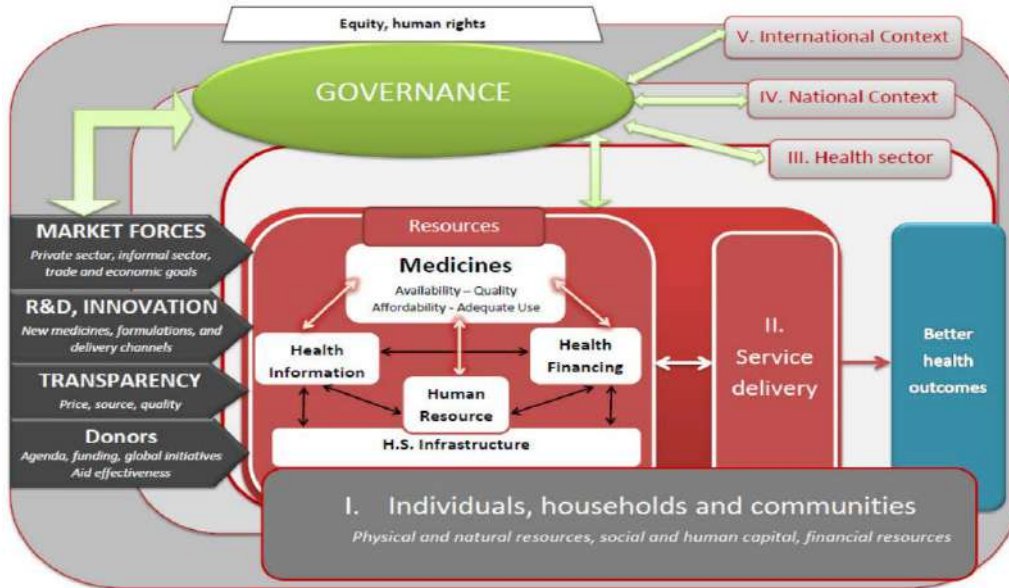 Equity, human rights
GOVERNANCE
V. International Context
IV. National Context
III. Health sector
MARKET FORCES
Private sector, informal sector,
trade and economic goals
R&D, INNOVATION
New medicines, formulations, and
delivery channels
TRANSPARENCY
Price, source, quality
Donors
Agenda, funding, global initiatives
Aid effectiveness
Resources
Medicines
Availability – Quality
Affordability - Adequate Use
Health
Information
Health
Financing
Human
Resource
H.S. Infrastructure
II.
Service
delivery
Better
health
outcomes
I. Individuals, households and communities
Physical and natural resources, social and human capital, financial resources